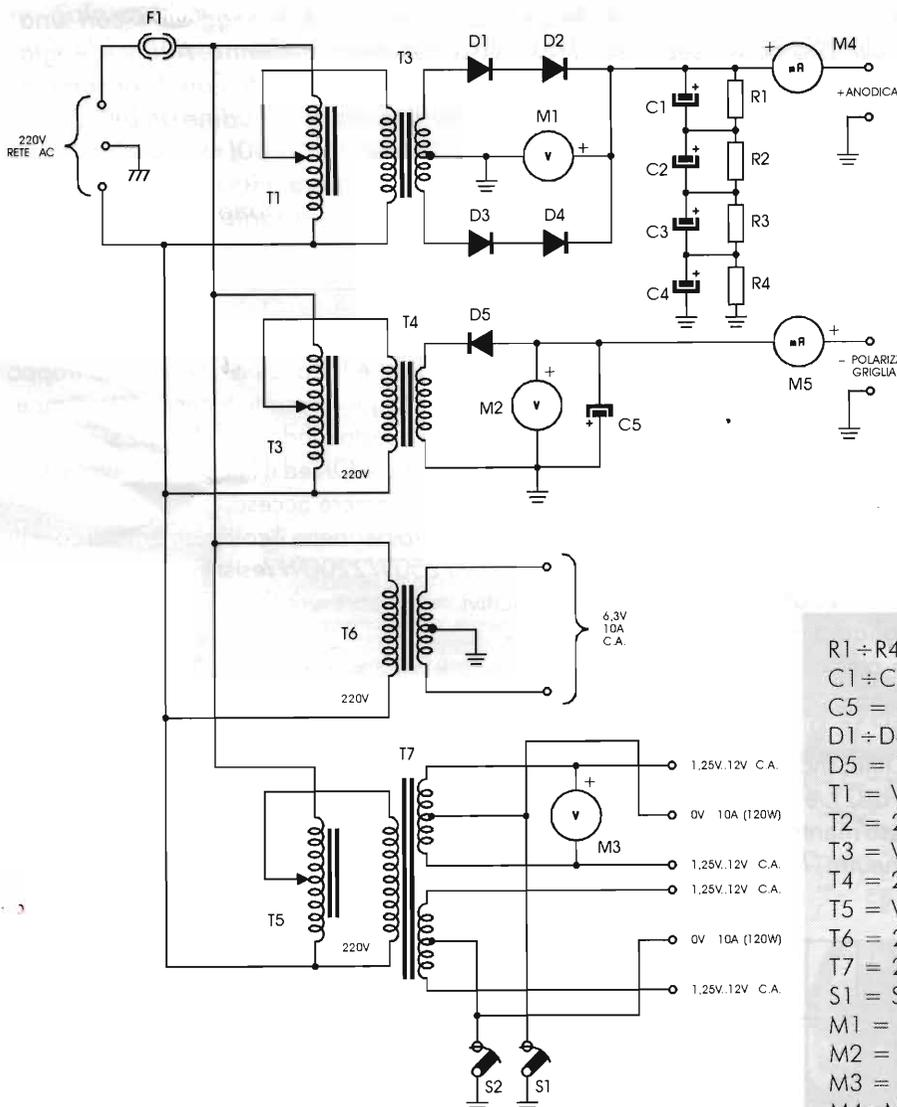 con una
F1
T3
D1
D2
M4
mA
+
+ANODICA
M1
V
+
C1
+
R1
C2
+
R2
C3
+
R3
C4
+
R4
220V
RETE AC
T1
D3
D4
T4
D5
M2
V
+
C5
+
mA
+
M5
- POLARIZZ
GRIGLIA
T3
220V
T6
220V
6,3V
10A
C.A.
T7
T5
220V
V
+
M3
1,25V..12V C.A.
0V 10A (120W)
1,25V..12V C.A.
1,25V..12V C.A.
0V 10A (120W)
1,25V..12V C.A.
S2
S1
R1÷R4
C1÷C
C5 =
D1÷D
D5 =
T1 = V
T2 = 2
T3 = V
T4 = 2
T5 = V
T6 = 2
T7 = 2
S1 = S
M1 =
M2 =
M3 =